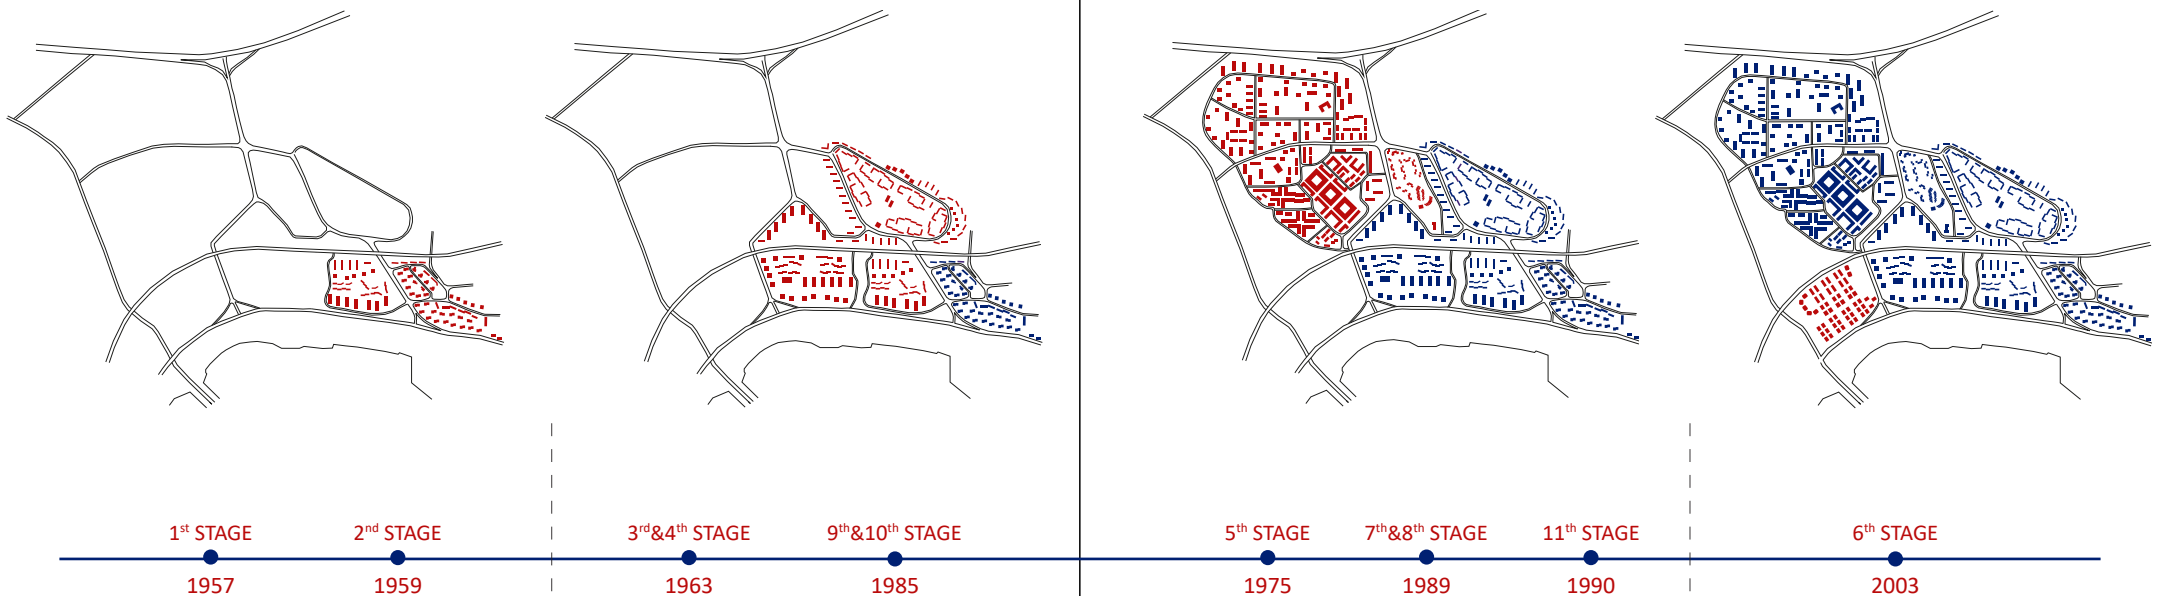 1st STAGE 2nd STAGE 3rd&4th STAGE 9th&10th STAGE 5th STAGE 7th&8th STAGE 11th STAGE 6th STAGE
1957 1959 1963 1985 1975 1989 1990 2003